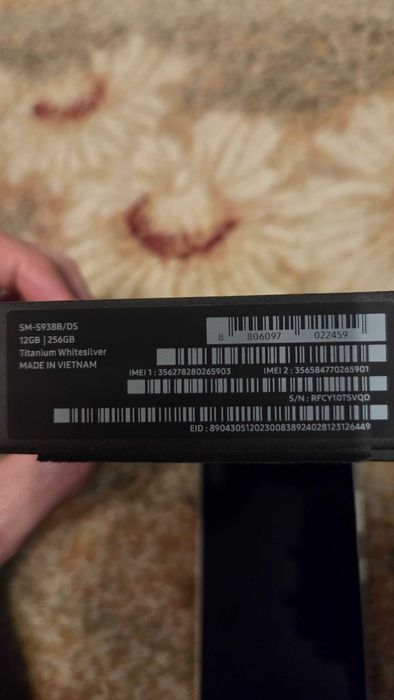 SM-S938B/DS
12GB | 256GB
Titanium Whitesilver
MADE IN VIETNAM
8 806097 022459
IMEI 1 : 356278280265903 IMEI 2 : 356584770265901
S/N : RFCY10TSVQD
EID : 89043051202300838924028123126449